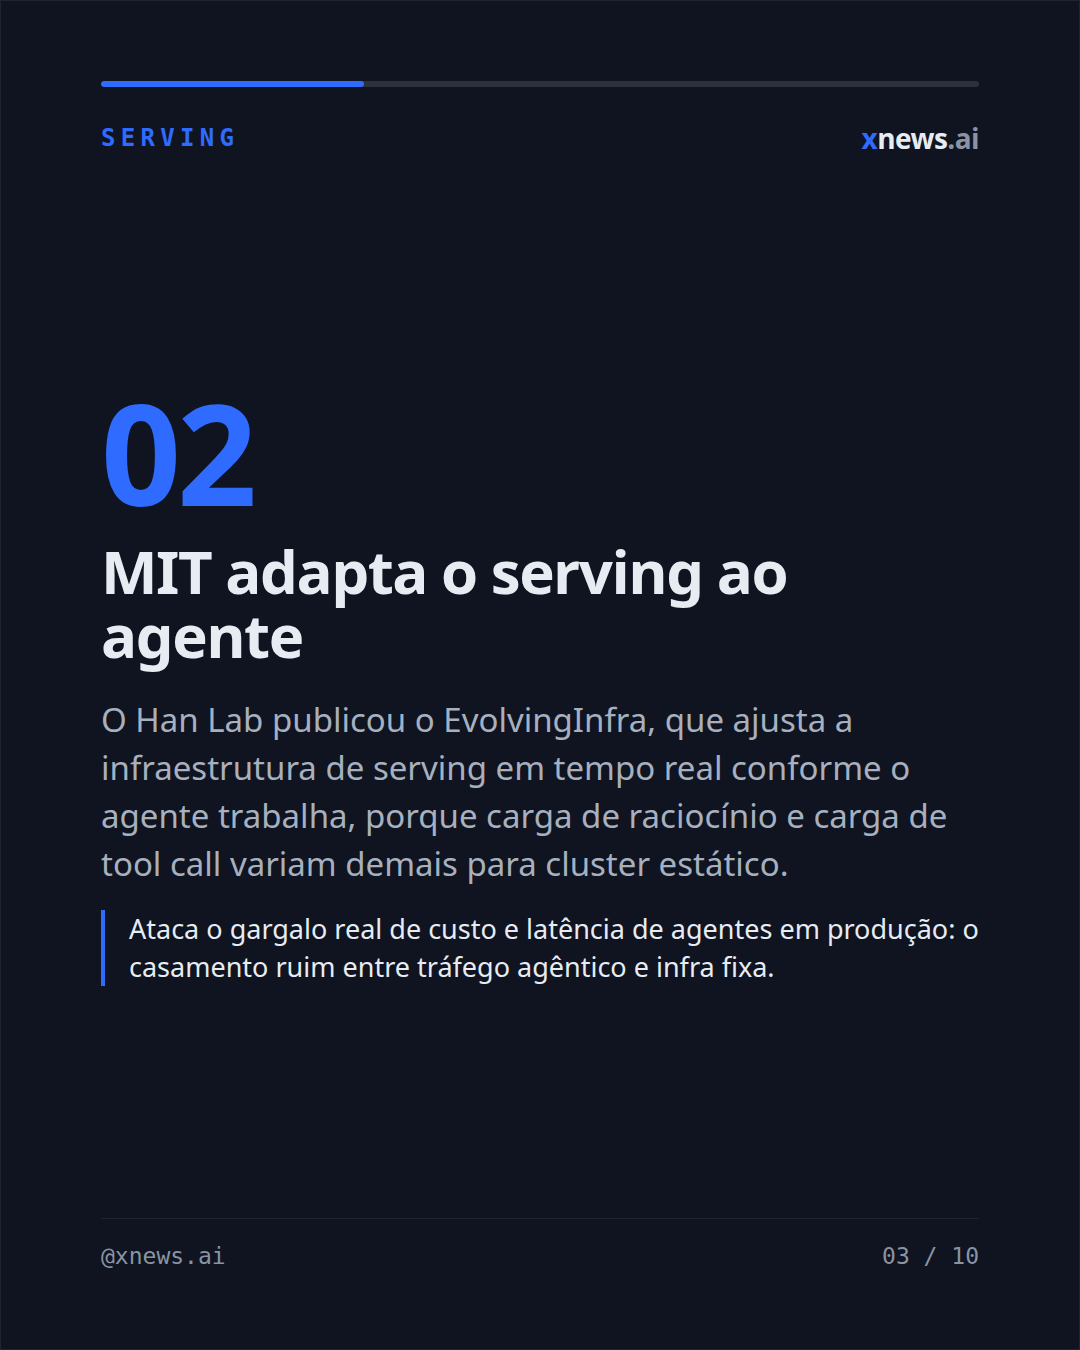 SERVING
xnews.ai
02
MIT adapta o serving ao
agente
O Han Lab publicou o EvolvingInfra, que ajusta a
infraestrutura de serving em tempo real conforme o
agente trabalha, porque carga de raciocínio e carga de
tool call variam demais para cluster estático.
Ataca o gargalo real de custo e latência de agentes em produção: o
casamento ruim entre tráfego agêntico e infra fixa.
@xnews.ai
03 / 10